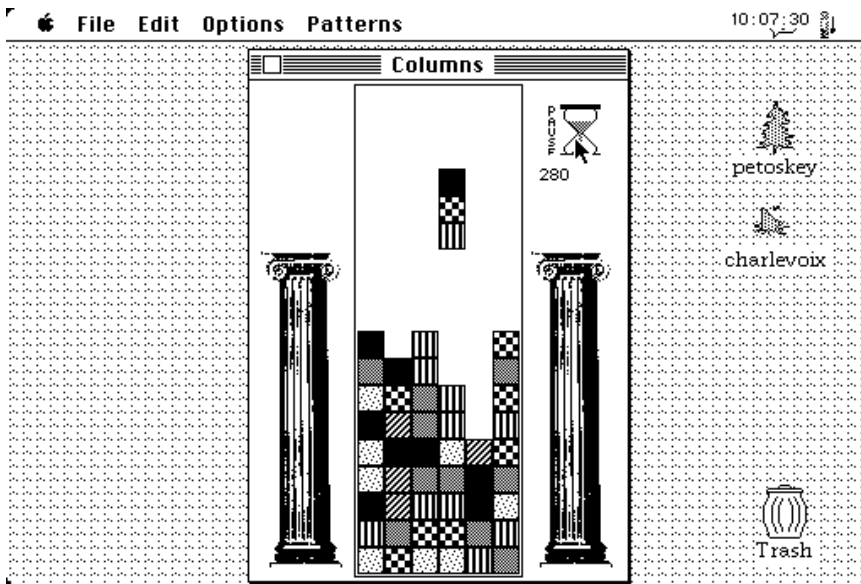 File Edit Options Patterns 10:07:30
Columns
PAUSE
280
petoskey
charlevoix
Trash